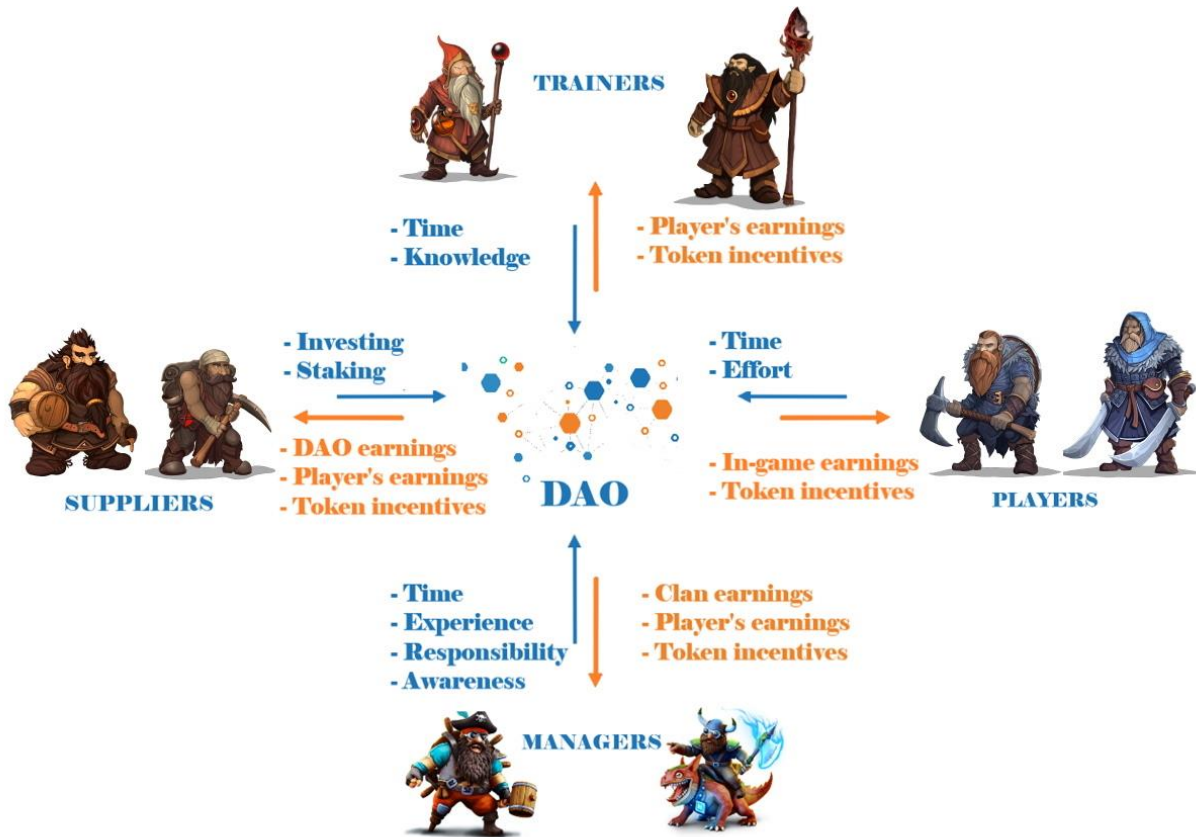 TRAINERS
- Time
- Knowledge
- Player's earnings
- Token incentives
- Investing
- Staking
- DAO earnings
- Player's earnings
- Token incentives
SUPPLIERS
DAO
- Time
- Effort
- In-game earnings
- Token incentives
PLAYERS
- Time
- Experience
- Responsibility
- Awareness
- Clan earnings
- Player's earnings
- Token incentives
MANAGERS